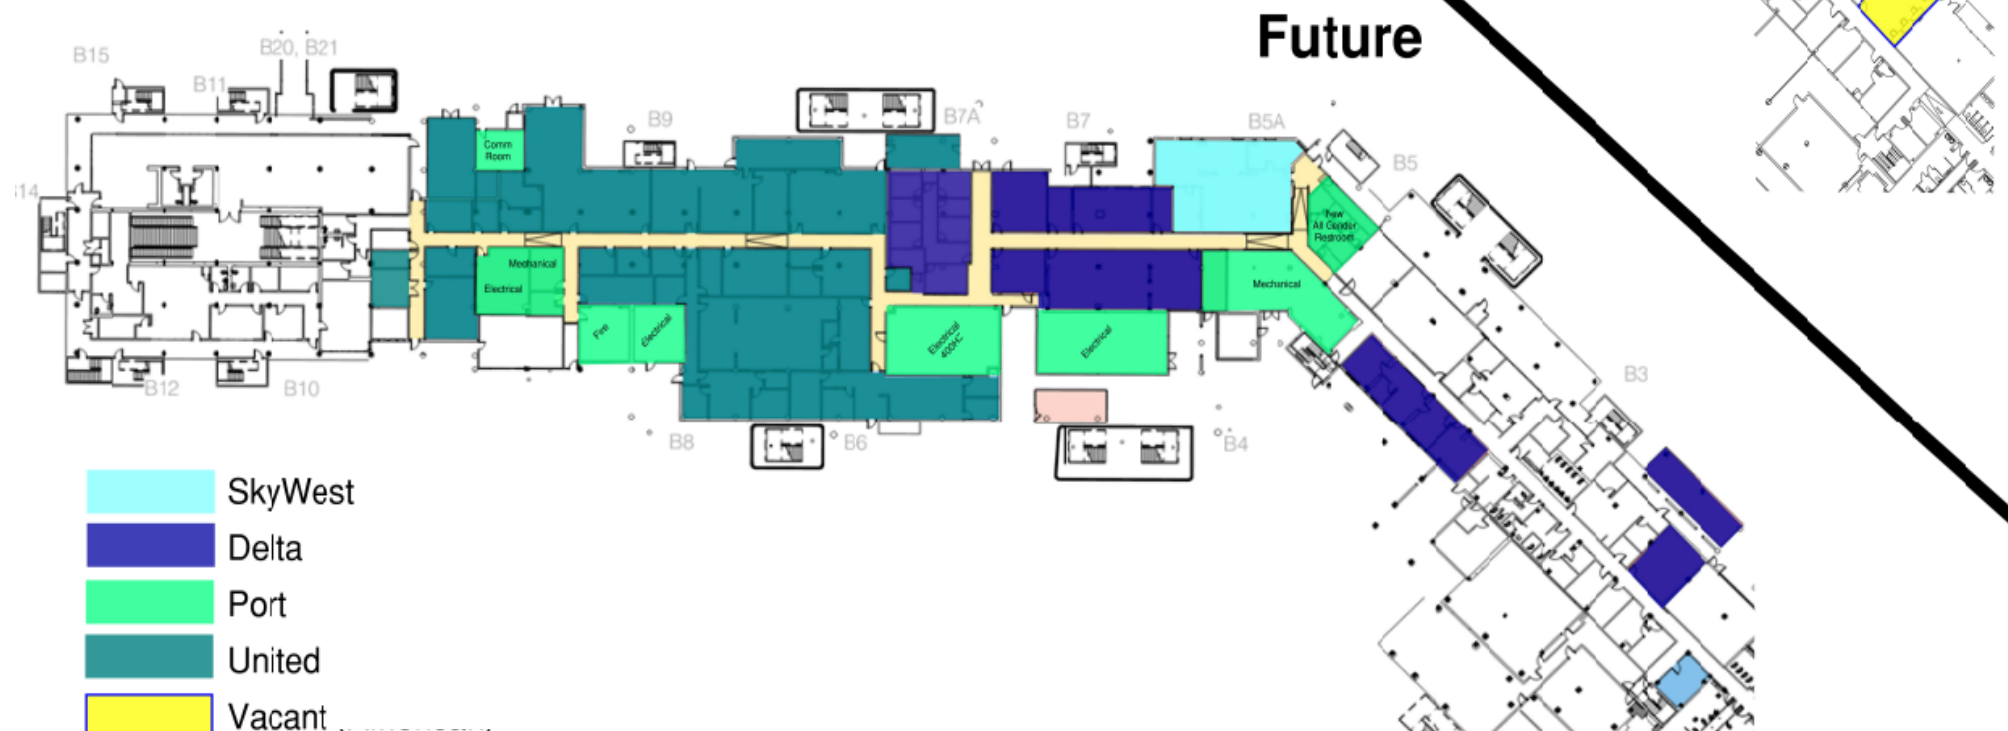 Future
B15
B20, B21
B11
B9
B7A
B7
B5A
B5
Comm
Room
New
All Gender
Restroom
Mechanical
Electrical
Mechanical
Fire
Electrical
Electrical
400HZ
Electrical
B12
B10
B8
B6
B4
B3
SkyWest
Delta
Port
United
Vacant